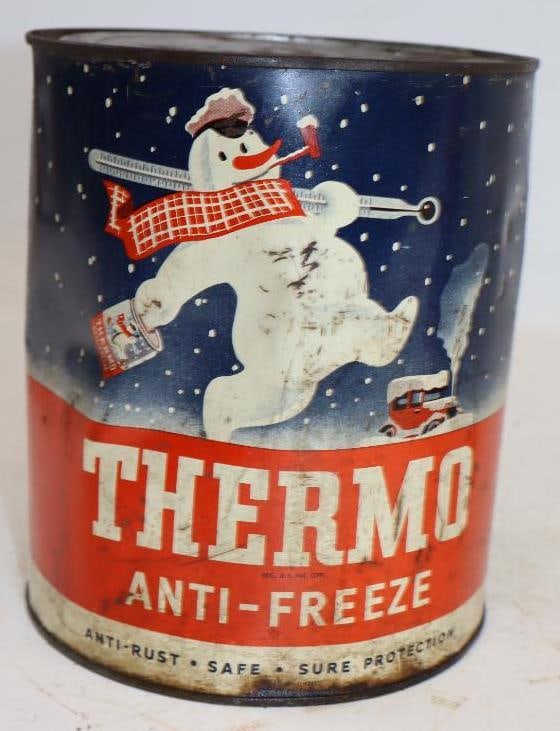 THERMO
REG. U.S. PAT. OFF.
ANTI-FREEZE
ANTI-RUST • SAFE • SURE PROTECTION